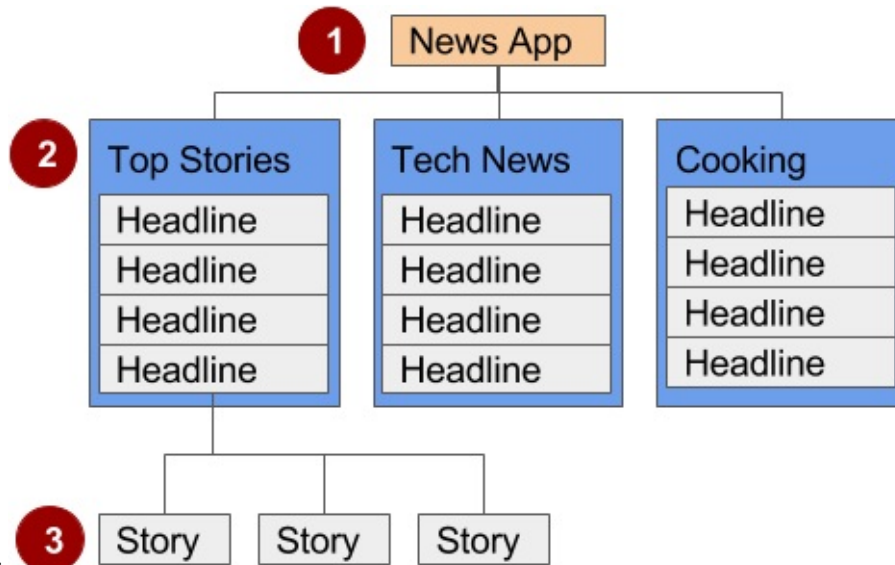 1 News App
2 Top Stories Tech News Cooking
Headline Headline Headline
Headline Headline Headline
Headline Headline Headline
Headline Headline Headline
3 Story Story Story